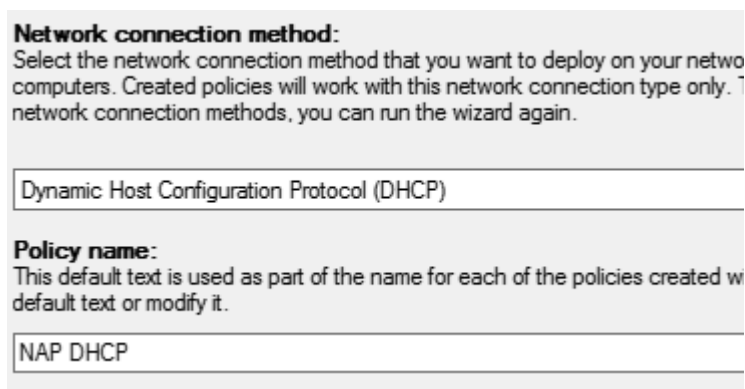 Network connection method:
Select the network connection method that you want to deploy on your netwo
computers. Created policies will work with this network connection type only.
network connection methods, you can run the wizard again.
Dynamic Host Configuration Protocol (DHCP)
Policy name:
This default text is used as part of the name for each of the policies created wi
default text or modify it.
NAP DHCP